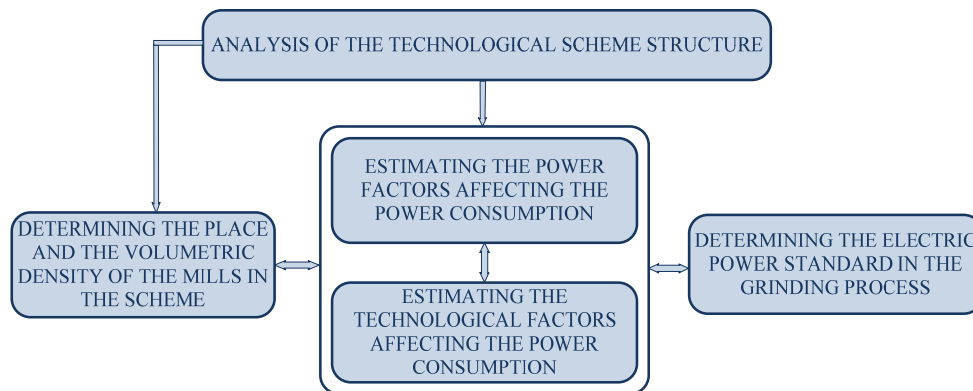 ANALYSIS OF THE TECHNOLOGICAL SCHEME STRUCTURE
ESTIMATING THE POWER
FACTORS AFFECTING THE
POWER CONSUMPTION
DETERMINING THE PLACE
AND THE VOLUMETRIC
DENSITY OF THE MILLS IN
THE SCHEME
DETERMINING THE ELECTRIC
POWER STANDARD IN THE
GRINDING PROCESS
ESTIMATING THE
TECHNOLOGICAL FACTORS
AFFECTING THE POWER
CONSUMPTION